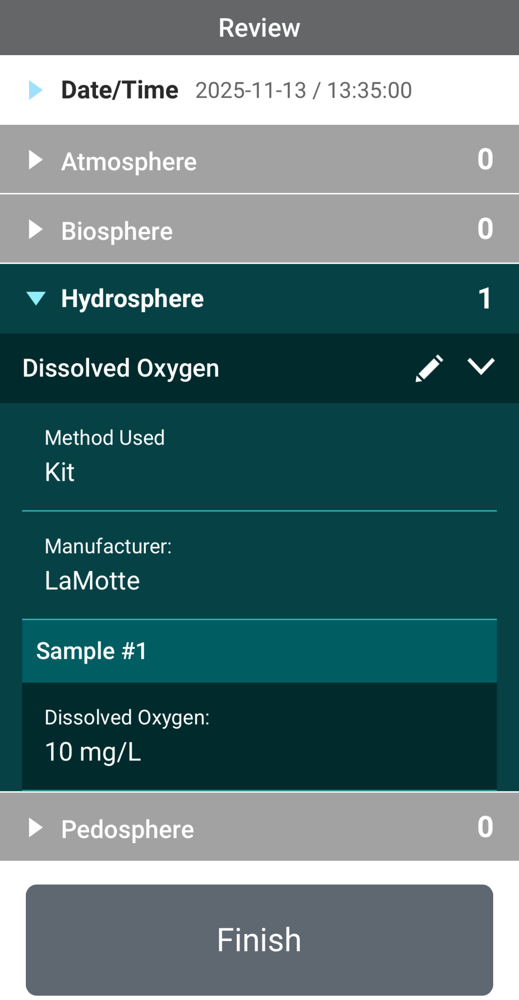 Review
Date/Time 2025-11-13 / 13:35:00
Atmosphere 0
Biosphere 0
Hydrosphere 1
Dissolved Oxygen
Method Used
Kit
Manufacturer:
LaMotte
Sample #1
Dissolved Oxygen:
10 mg/L
Pedosphere 0
Finish